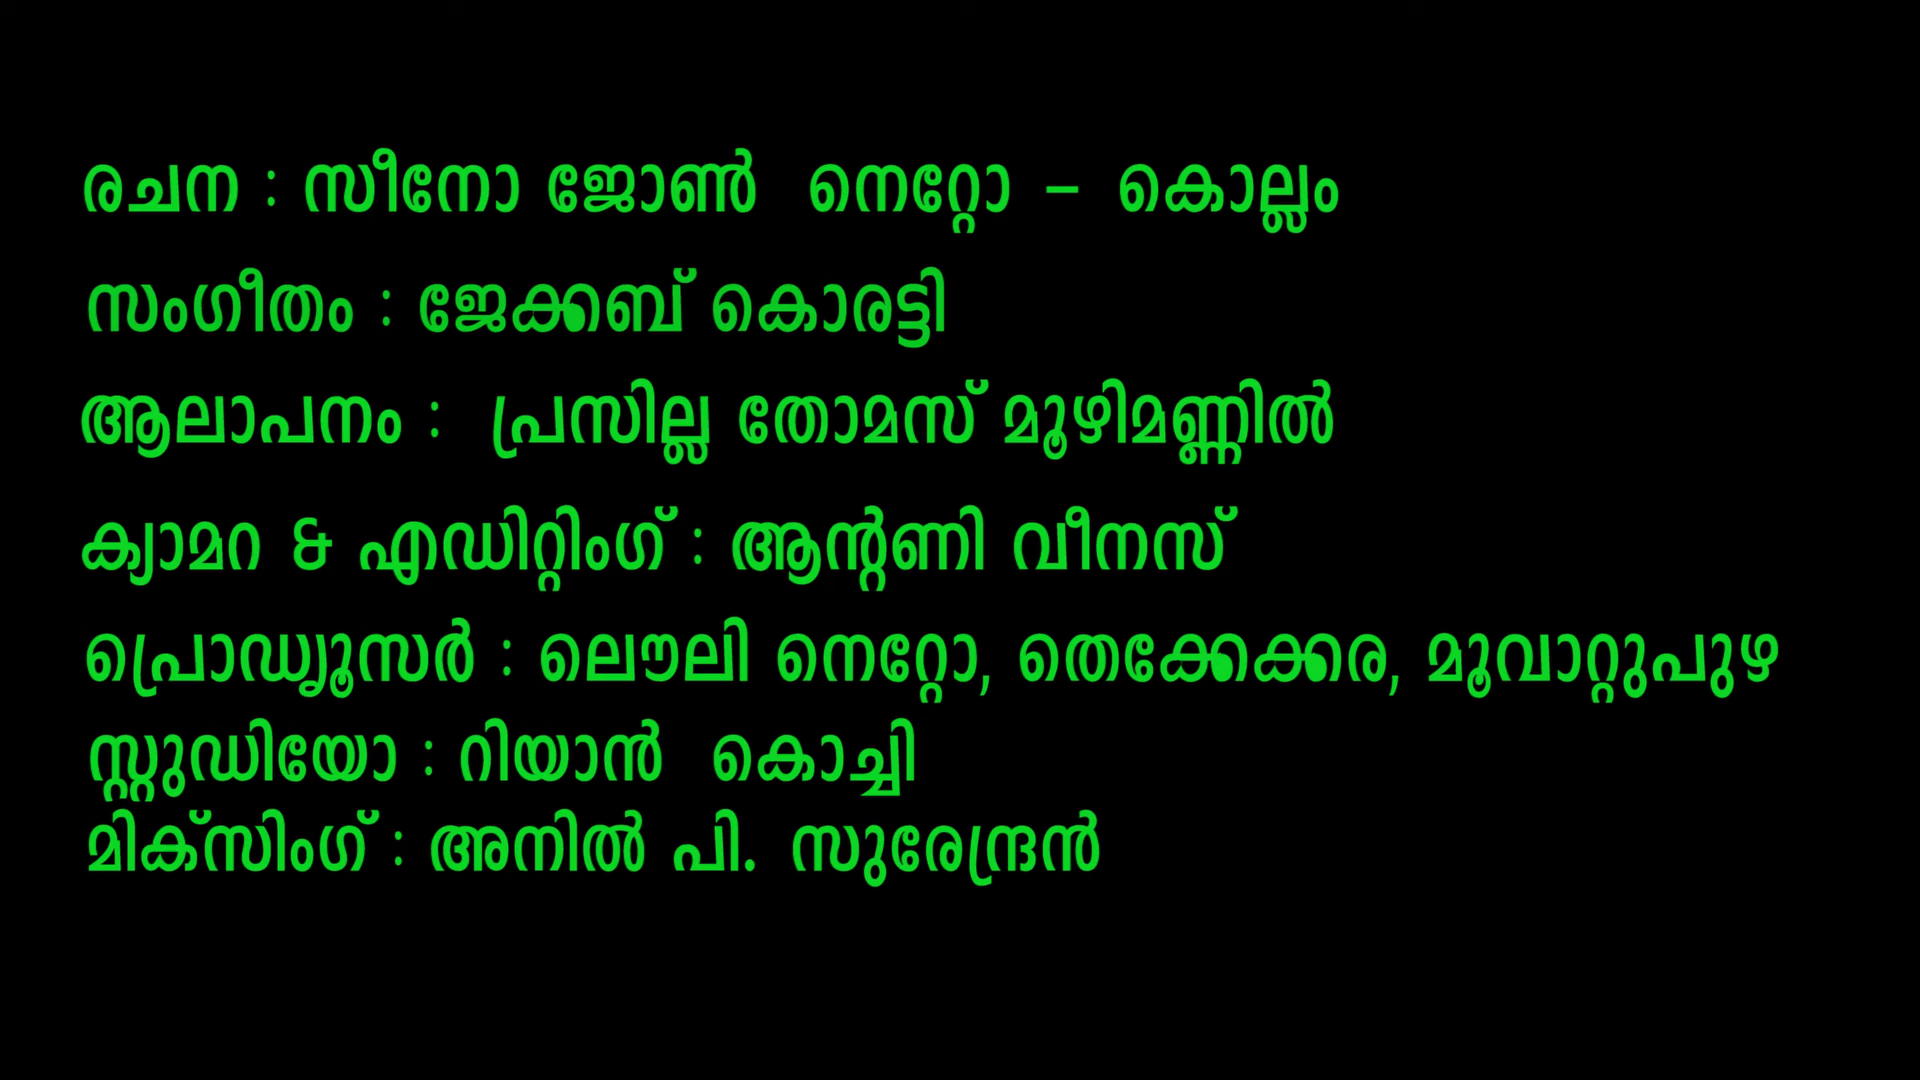 രചന : സീനോ ജോൺ നെറ്റോ - കൊല്ലം
സംഗീതം : ജേക്കബ് കൊരട്ടി
ആലാപനം : പ്രസില്ല തോമസ് മൂഴിമണ്ണിൽ
ക്യാമറ & എഡിറ്റിംഗ് : ആന്റണി വീനസ്
പ്രൊഡ്യൂസർ : ലൌലി നെറ്റോ, തെക്കേക്കര, മൂവാറ്റുപുഴ
സ്റ്റുഡിയോ : റിയാൻ കൊച്ചി
മിക്സിംഗ് : അനിൽ പി. സുരേന്ദ്രൻ